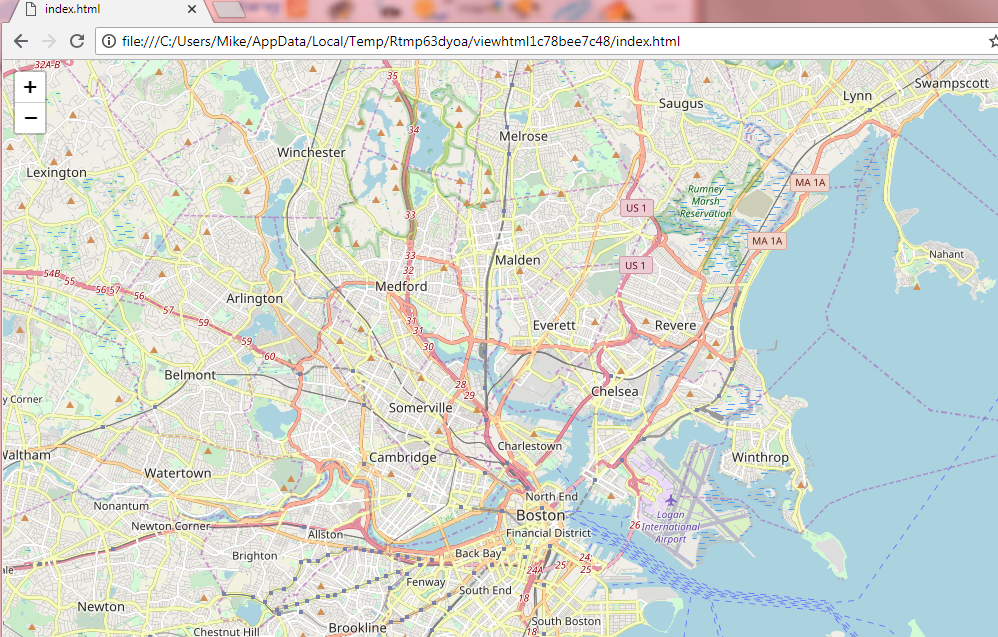 index.html
file:///C:/Users/Mike/AppData/Local/Temp/Rtmp63dyoa/viewhtml1c78bee7c48/index.html
32A-B
+
−
35
Lynn
Swampscott
Saugus
34
Melrose
Winchester
Lexington
MA 1A
Rumney
Marsh
Reservation
US 1
33
MA 1A
Nahant
33
Malden
US 1
32
54B
55
56
57
56
Medford
Arlington
57
59
31
31
Everett
Revere
59
30
60
Belmont
28
29
Chelsea
y Corner
Somerville
Charlestown
Waltham
Cambridge
Winthrop
Watertown
North End
Nonantum
Boston
Logan
International
Airport
Newton Corner
26
Allston
Financial District
Brighton
Back Bay
24;
25
25
24A
ale
Fenway
South End
18
Newton
South Boston
Chestnut Hill
Brookline
18